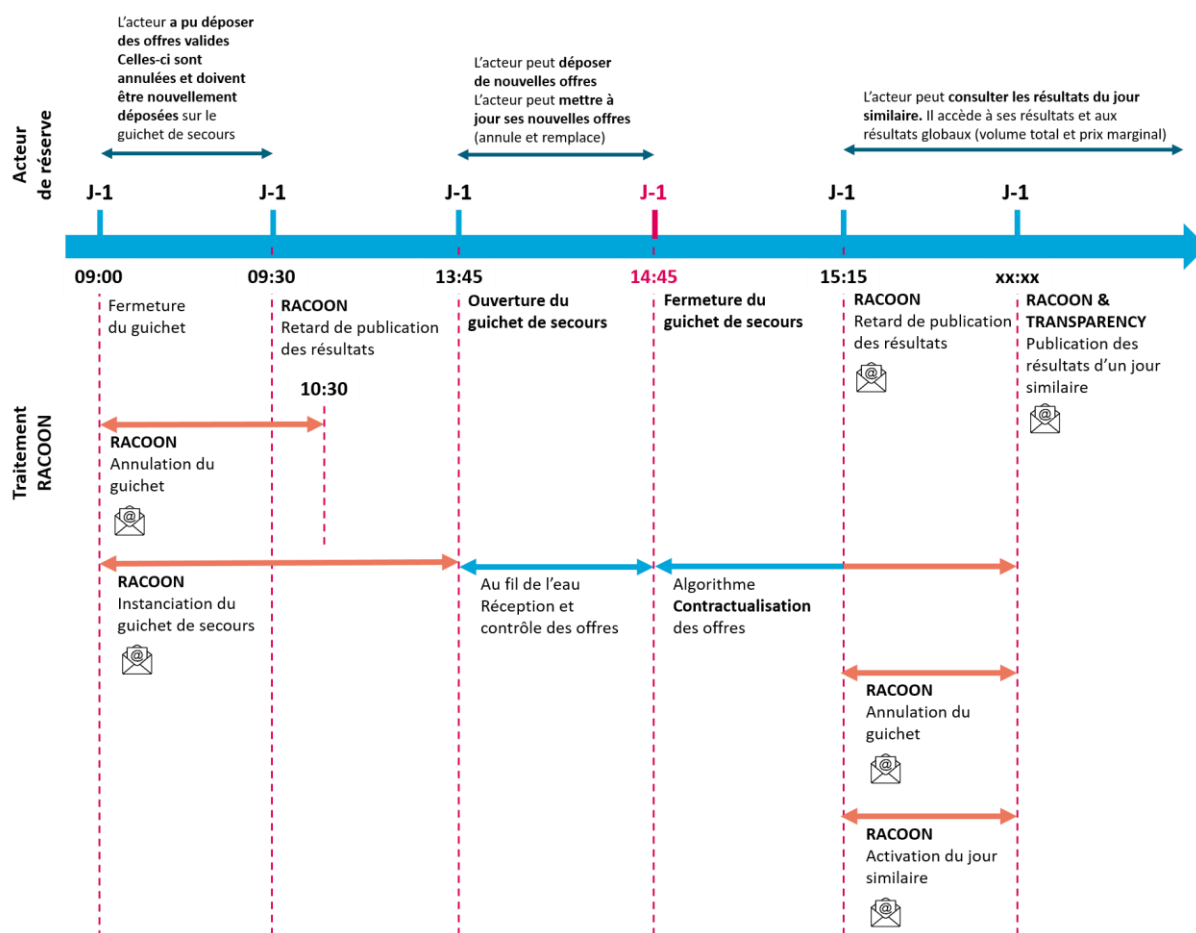 L'acteur a pu déposer
des offres valides
Celles-ci sont
annulées et doivent
être nouvellement
déposées sur le
guichet de secours
L'acteur peut déposer
de nouvelles offres
L'acteur peut mettre à
jour ses nouvelles offres
(annule et remplace)
L'acteur peut consulter les résultats du jour
similaire. Il accède à ses résultats et aux
résultats globaux (volume total et prix marginal)
Acteur
de réserve
J-1
J-1
J-1
J-1
J-1
J-1
09:00
09:30
13:45
14:45
15:15
xx:xx
Fermeture
du guichet
RACOON
Retard de publication
des résultats
Ouverture du
guichet de secours
Fermeture du
guichet de secours
RACOON
Retard de publication
des résultats
RACOON &
TRANSPARENCY
Publication des
résultats d'un jour
similaire
10:30
Traitement
RACOON
RACOON
Annulation du
guichet
RACOON
Instanciation du
guichet de secours
Au fil de l'eau
Réception et
contrôle des offres
Algorithme
Contractualisation
des offres
RACOON
Annulation du
guichet
RACOON
Activation du jour
similaire